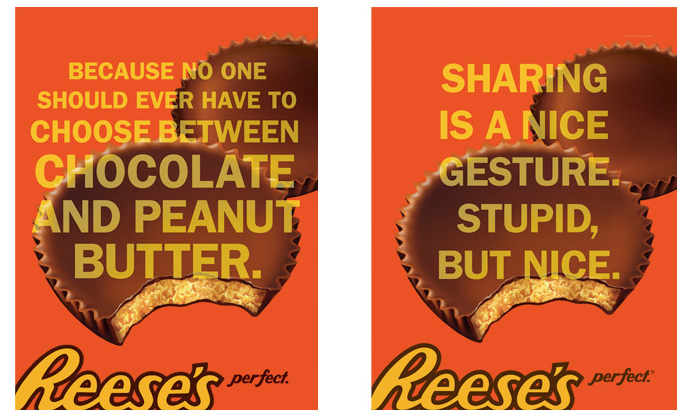 BECAUSE NO ONE
SHOULD EVER HAVE TO
CHOOSE BETWEEN
CHOCOLATE
AND PEANUT
BUTTER.
Reese's perfect.
SHARING
IS A NICE
GESTURE.
STUPID,
BUT NICE.
Reese's perfect.